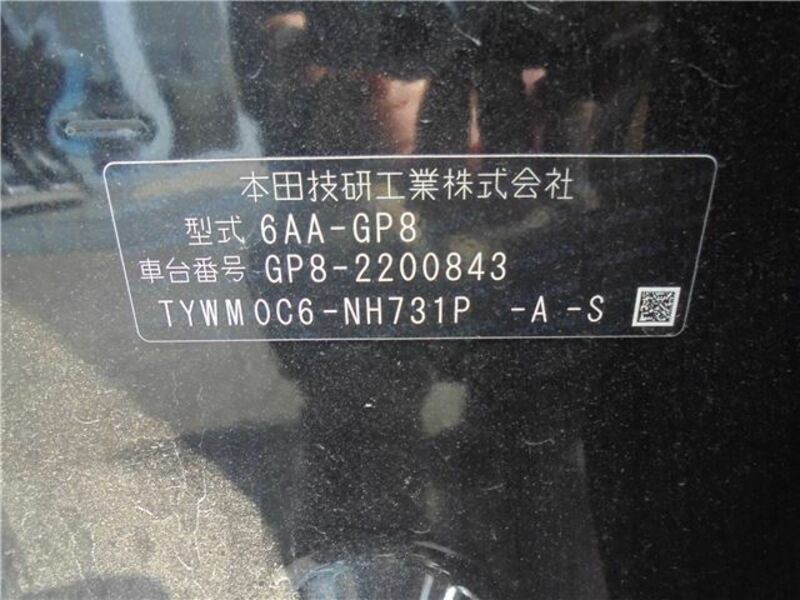 本田技研工業株式会社
型式 6AA-GP8
車台番号 GP8-2200843
TYWM0C6-NH731P -A -S